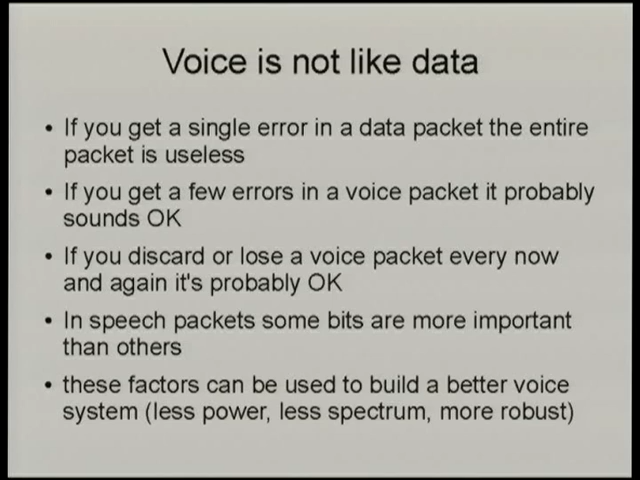 Voice is not like data
• If you get a single error in a data packet the entire
packet is useless
• If you get a few errors in a voice packet it probably
sounds OK
• If you discard or lose a voice packet every now
and again it's probably OK
• In speech packets some bits are more important
than others
• these factors can be used to build a better voice
system (less power, less spectrum, more robust)